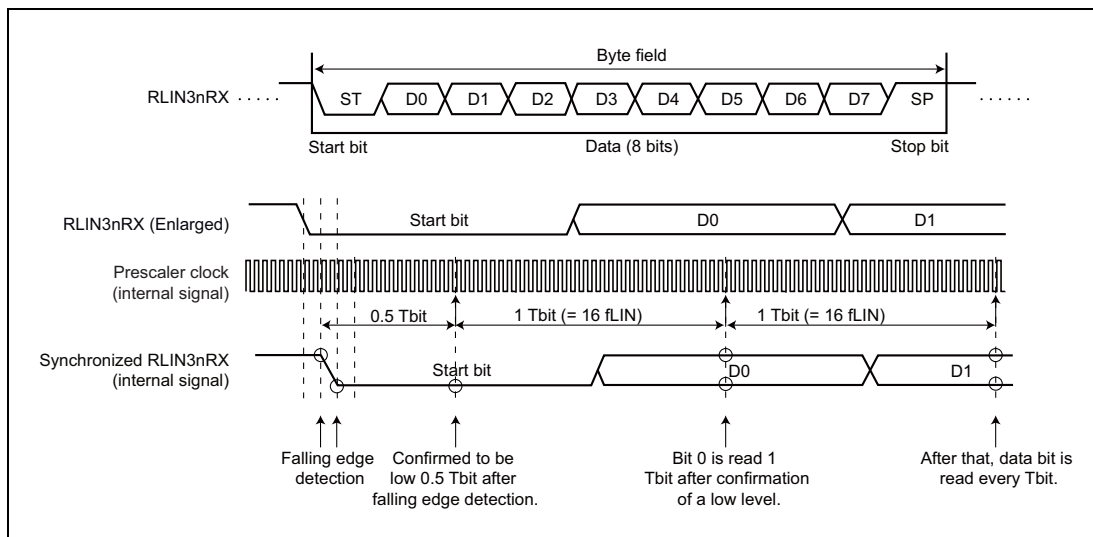 Byte field
RLIN3nRX
ST D0 D1 D2 D3 D4 D5 D6 D7 SP
Start bit Data (8 bits) Stop bit
RLIN3nRX (Enlarged)
Start bit D0 D1
Prescaler clock
(internal signal)
0.5 Tbit 1 Tbit (= 16 fLIN) 1 Tbit (= 16 fLIN)
Synchronized RLIN3nRX
(internal signal)
Start bit D0 D1
Falling edge
detection
Confirmed to be
low 0.5 Tbit after
falling edge detection.
Bit 0 is read 1
Tbit after confirmation
of a low level.
After that, data bit is
read every Tbit.